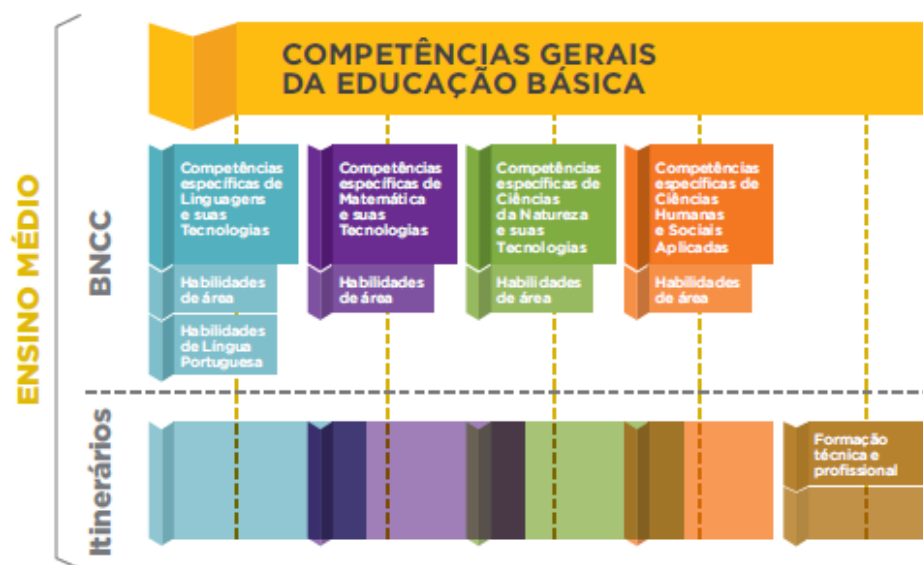 COMPETÊNCIAS GERAIS
DA EDUCAÇÃO BÁSICA
ENSINO MÉDIO
BNCC
Competências
específicas de
Linguagens
e suas
Tecnologias
Habilidades
de área
Habilidades
de Língua
Portuguesa
Competências
específicas de
Matemática
e suas
Tecnologias
Habilidades
de área
Competências
específicas de
Ciências
da Natureza
e suas
Tecnologias
Habilidades
de área
Competências
específicas de
Ciências
Humanas
e Sociais
Aplicadas
Habilidades
de área
Itinerários
Formação
técnica e
profissional